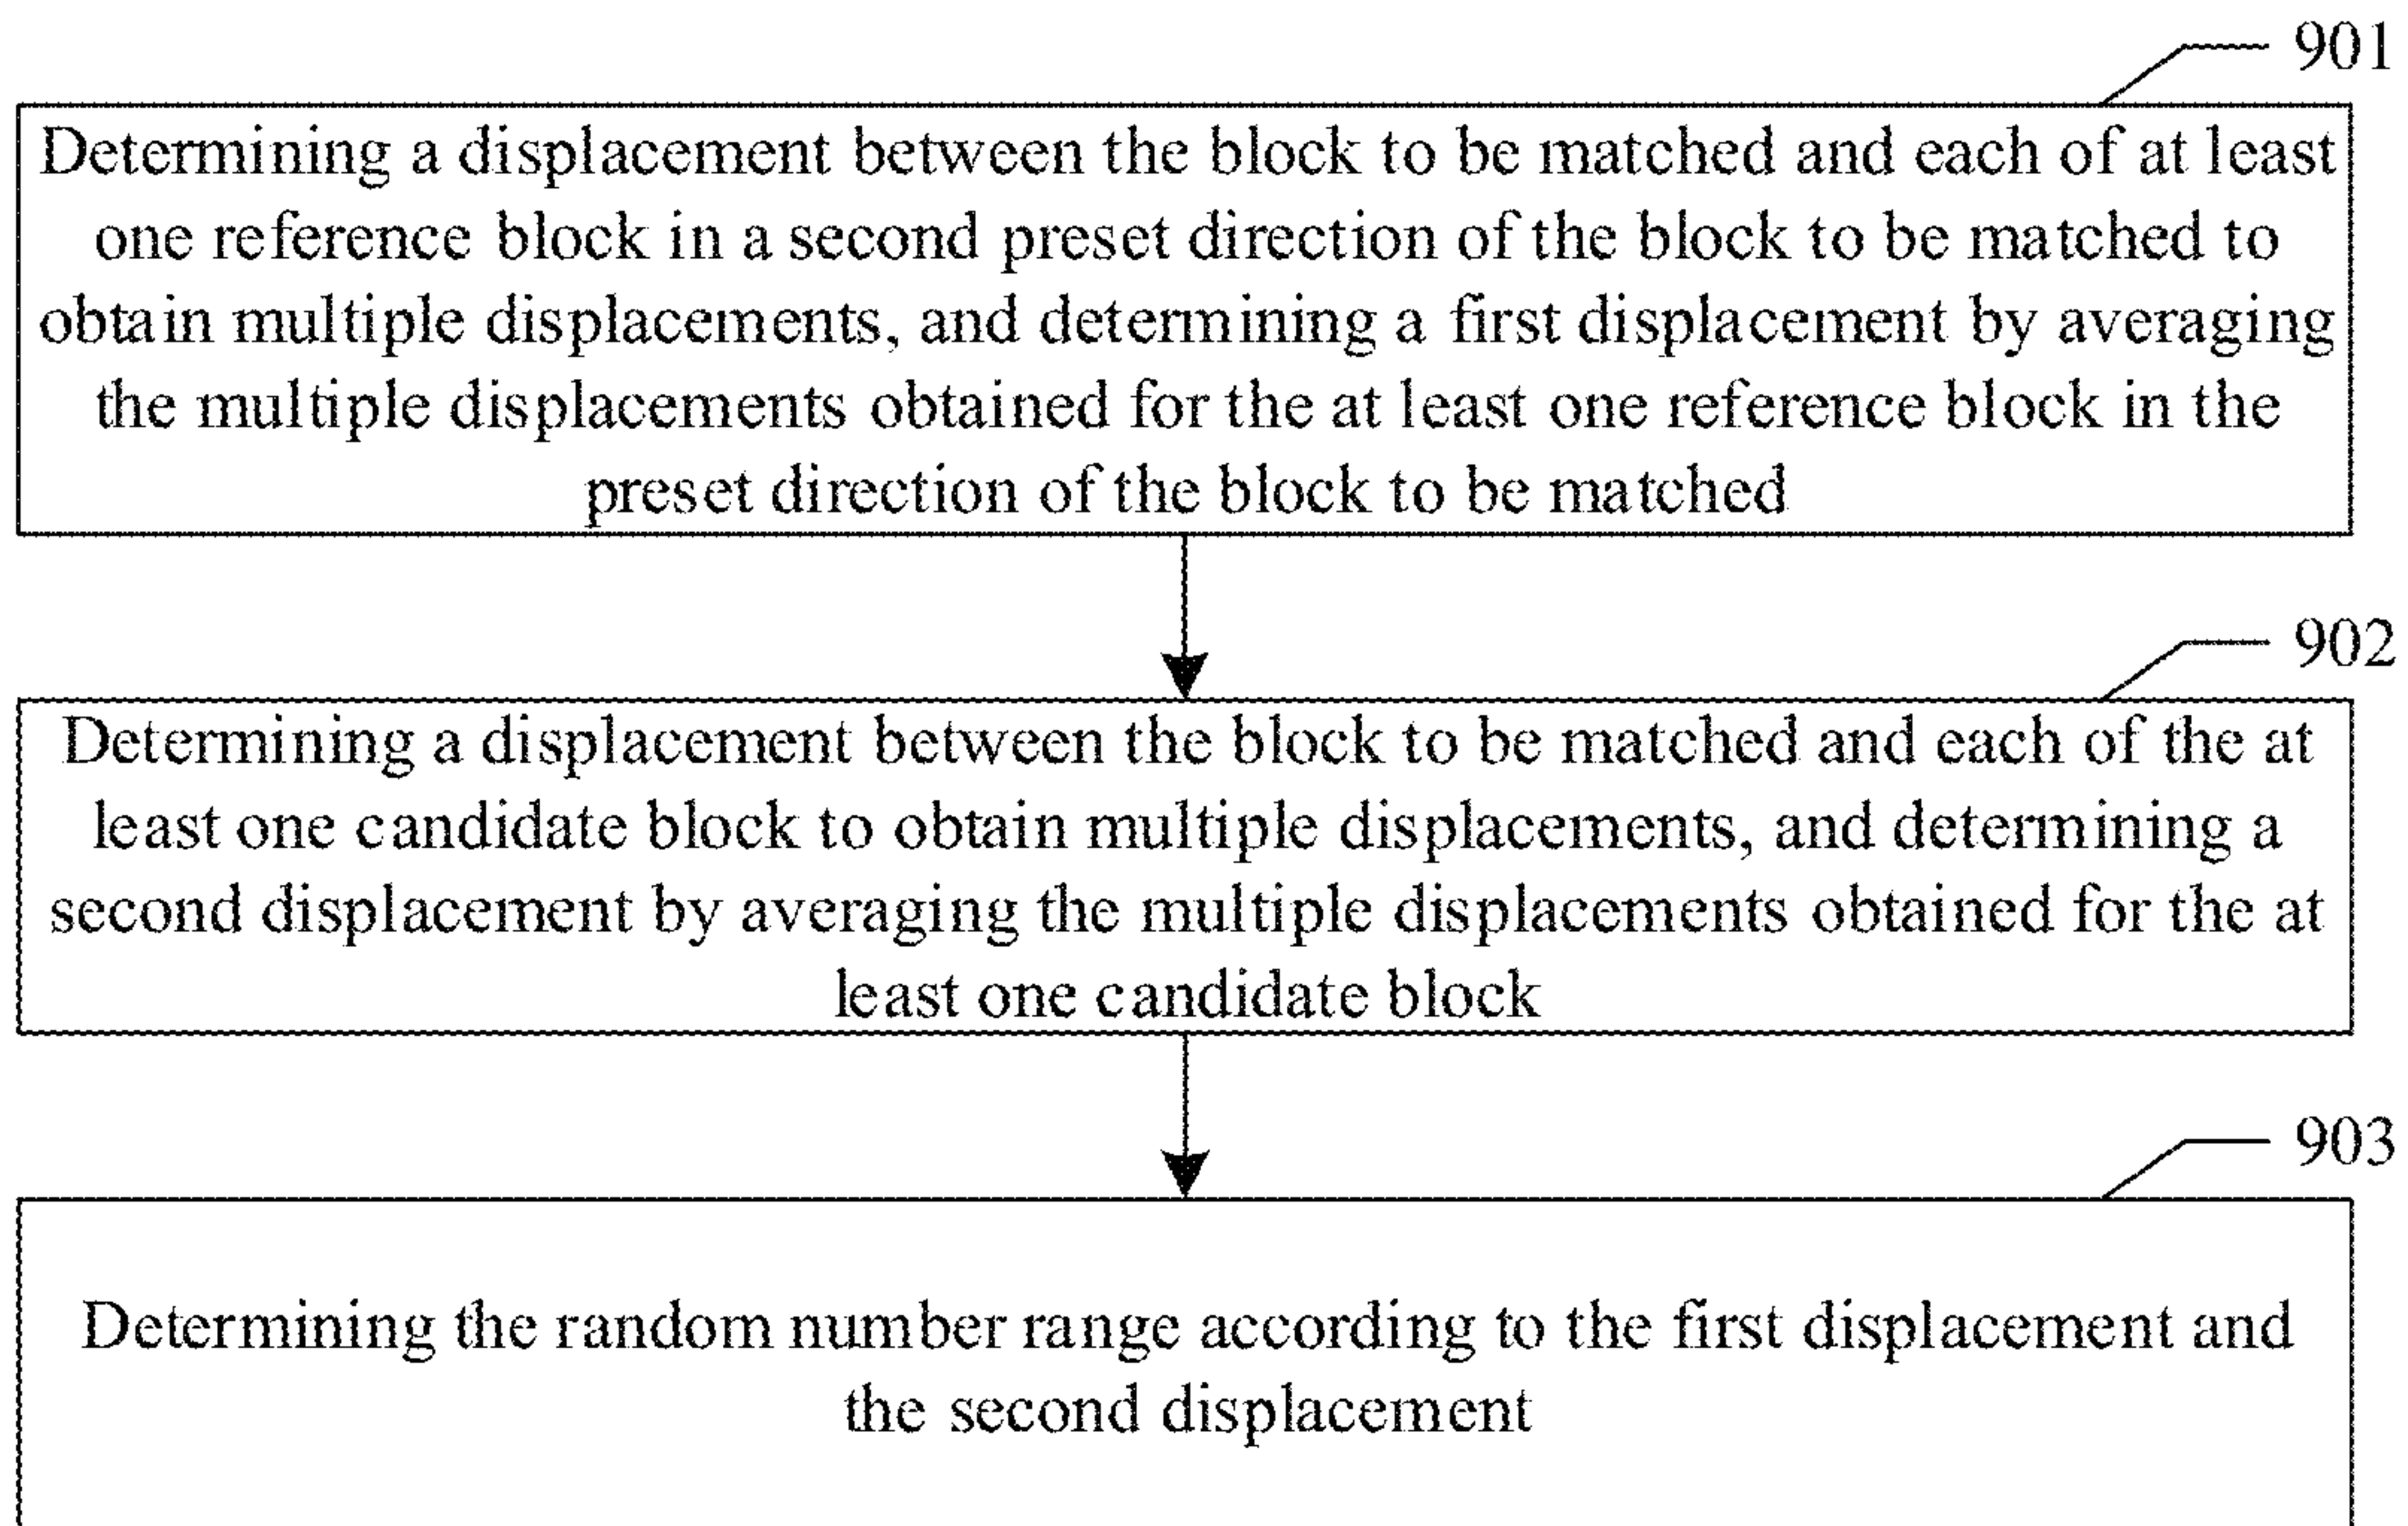 901
Determining a displacement between the block to be matched and each of at least
one reference block in a second preset direction of the block to be matched to
obtain multiple displacements, and determining a first displacement by averaging
the multiple displacements obtained for the at least one reference block in the
preset direction of the block to be matched
902
Determining a displacement between the block to be matched and each of the at
least one candidate block to obtain multiple displacements, and determining a
second displacement by averaging the multiple displacements obtained for the at
least one candidate block
903
Determining the random number range according to the first displacement and
the second displacement